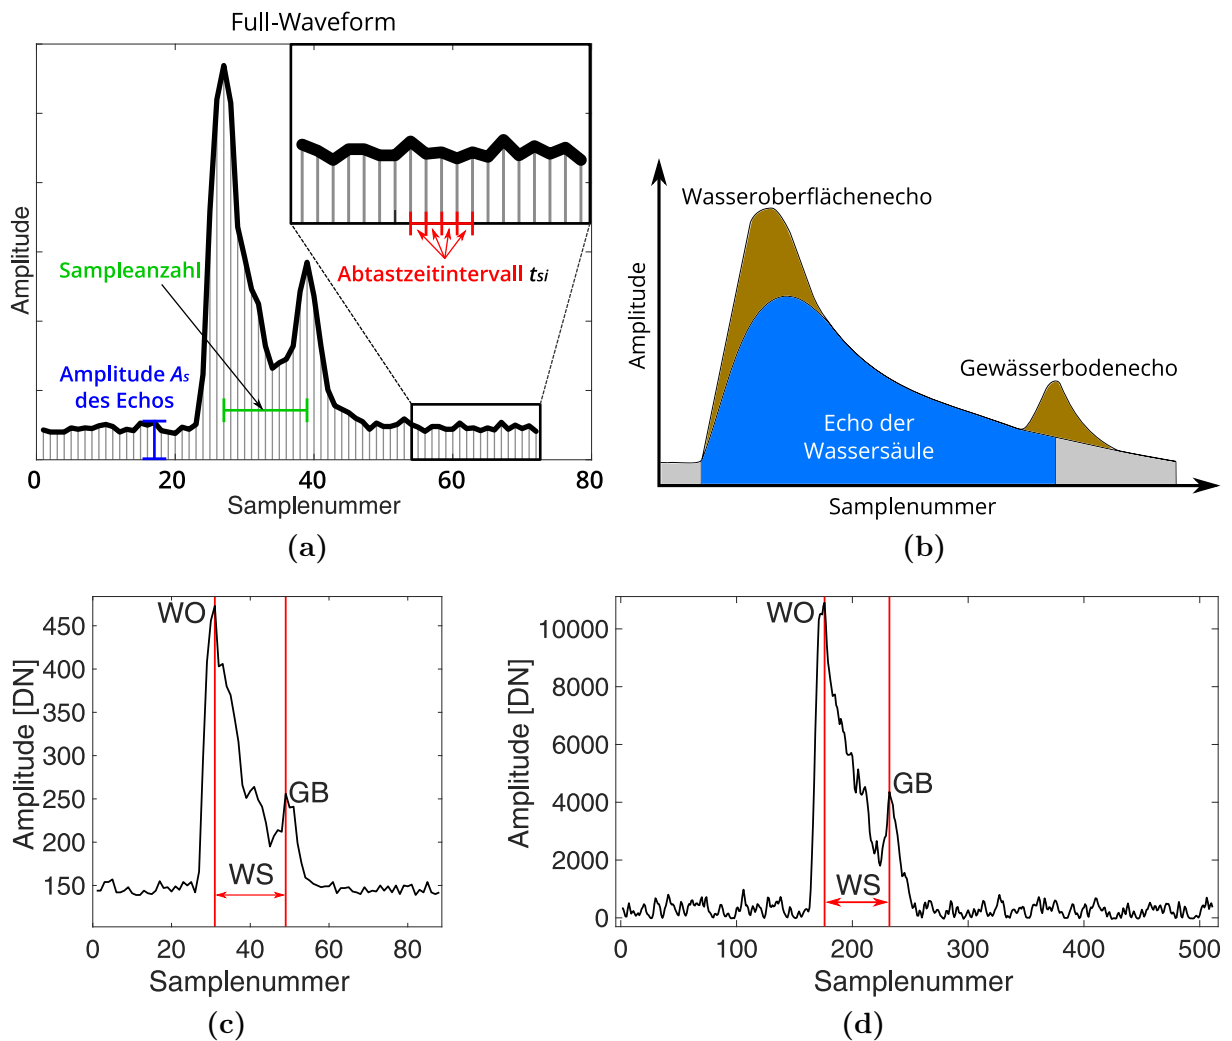 Full-Waveform
Amplitude
Sampleanzahl
Abtastzeitintervall tsi
Amplitude As
des Echos
0 20 40 60 80
Samplenummer
(a)
Wasseroberflächenecho
Amplitude
Gewässerbodenecho
Echo der
Wassersäule
Samplenummer
(b)
Amplitude [DN]
450
400
350
300
250
200
150
WO
GB
WS
0 20 40 60 80
Samplenummer
(c)
Amplitude [DN]
10000
8000
6000
4000
2000
0
WO
GB
WS
0 100 200 300 400 500
Samplenummer
(d)